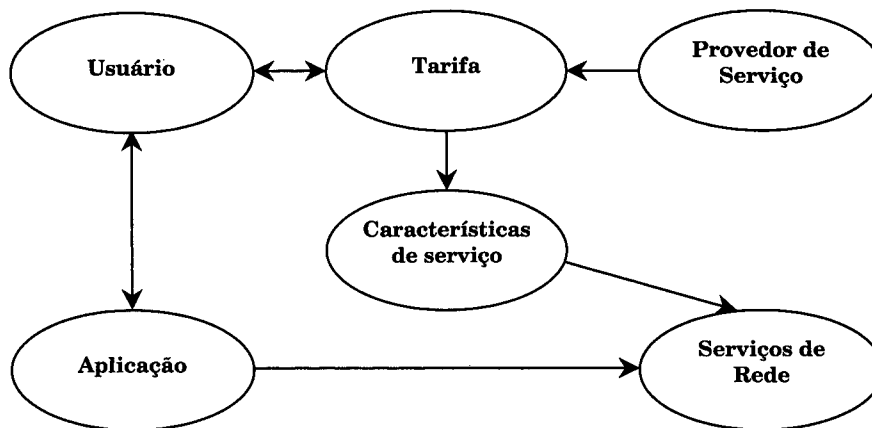 Usuário
Tarifa
Provedor de
Serviço
Características
de serviço
Aplicação
Serviços de
Rede